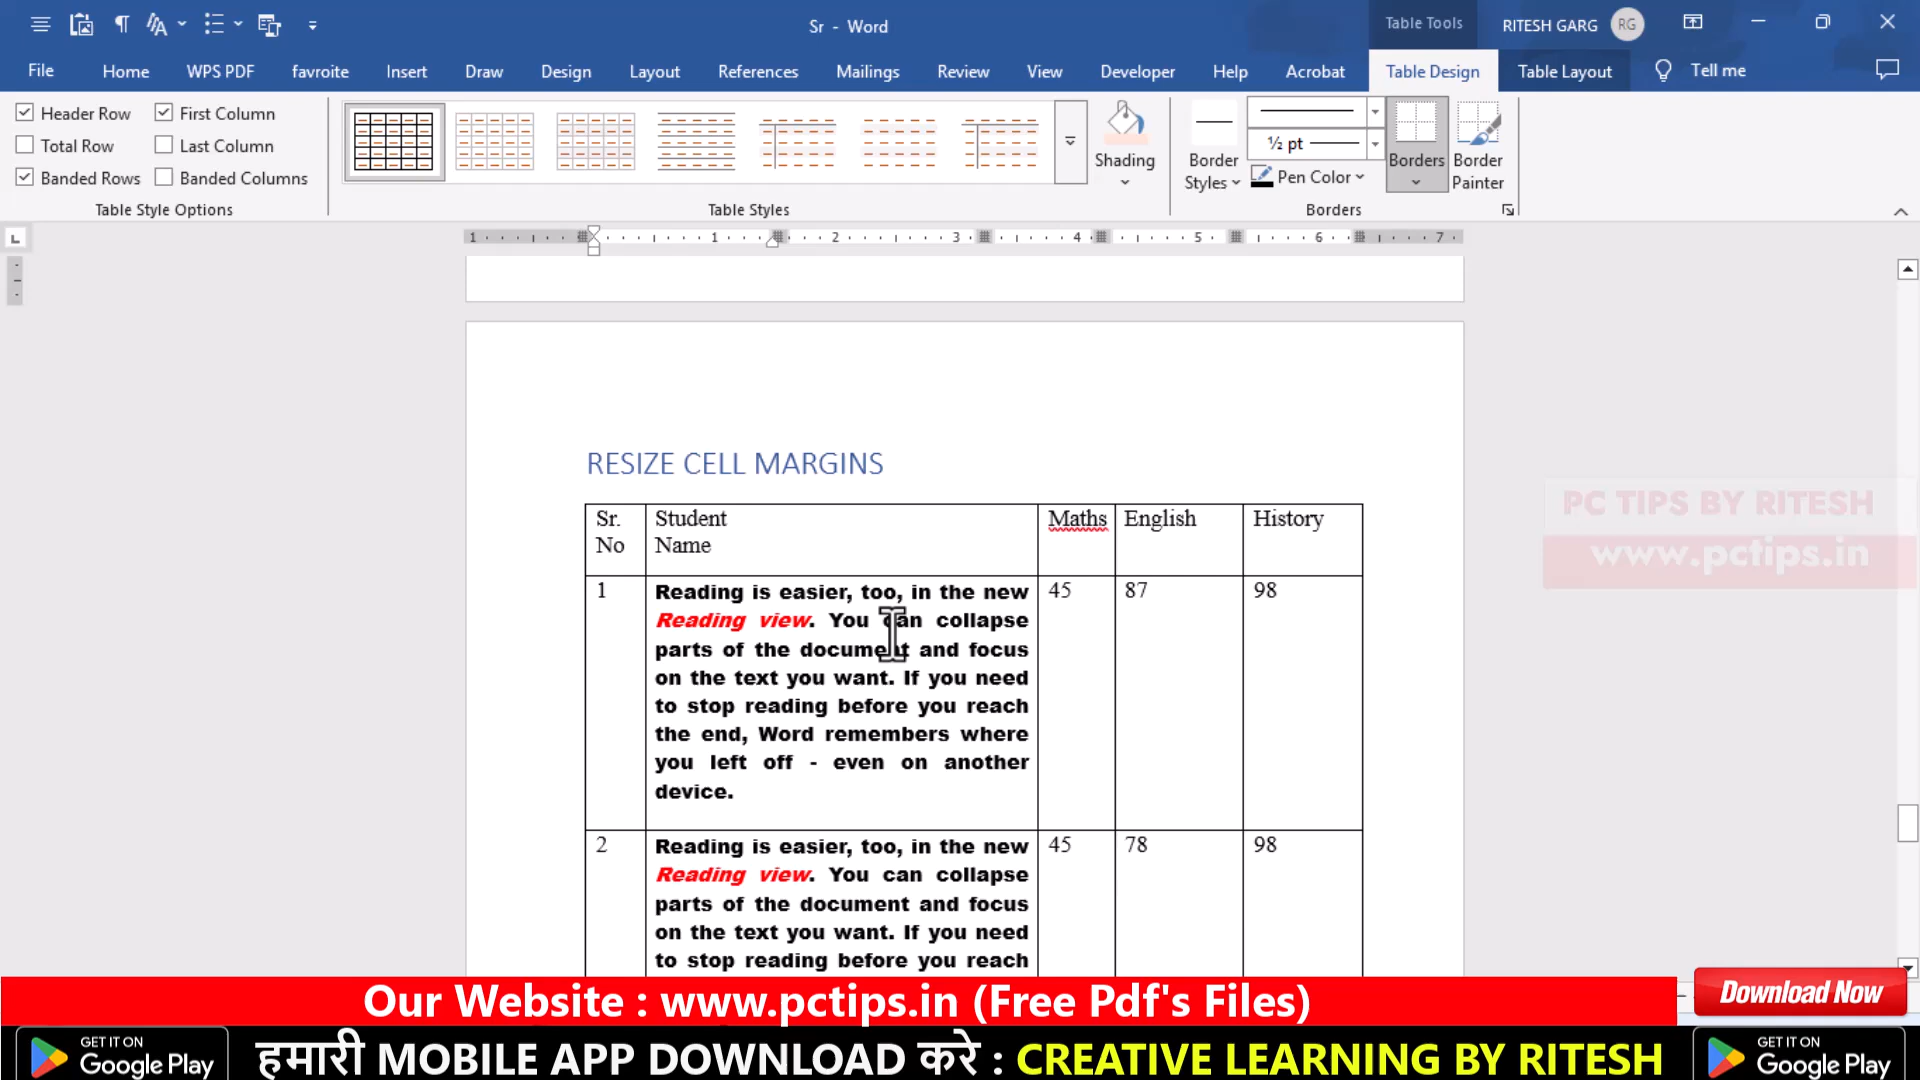 Sr - Word
Table Tools
RITESH GARG
RG
File
Home
WPS PDF
favroite
Insert
Draw
Design
Layout
References
Mailings
Review
View
Developer
Help
Acrobat
Table Design
Table Layout
Tell me
Header Row
First Column
Total Row
Last Column
Banded Rows
Banded Columns
Table Style Options
Table Styles
Shading
Border
Styles
½ pt
Pen Color
Borders
Border
Painter
Borders
L
1 1 2 3 4 5 6 7
RESIZE CELL MARGINS
Sr.
No
Student
Name
Maths
English
History
1
Reading is easier, too, in the new
Reading view. You can collapse
parts of the document and focus
on the text you want. If you need
to stop reading before you reach
the end, Word remembers where
you left off - even on another
device.
45
87
98
2
Reading is easier, too, in the new
Reading view. You can collapse
parts of the document and focus
on the text you want. If you need
to stop reading before you reach
45
78
98
PC TIPS BY RITESH
www.pctips.in
Our Website : www.pctips.in (Free Pdf's Files)
Download Now
GET IT ON
Google Play
हमारी MOBILE APP DOWNLOAD करे : CREATIVE LEARNING BY RITESH
GET IT ON
Google Play